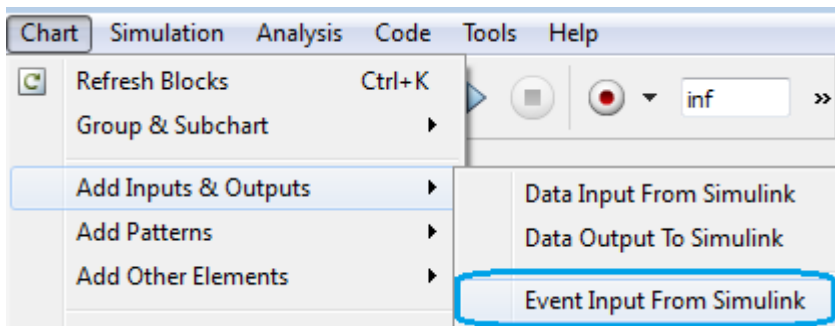 Chart Simulation Analysis Code Tools Help
Refresh Blocks Ctrl+K
inf »
Group & Subchart
Add Inputs & Outputs
Data Input From Simulink
Add Patterns
Data Output To Simulink
Add Other Elements
Event Input From Simulink